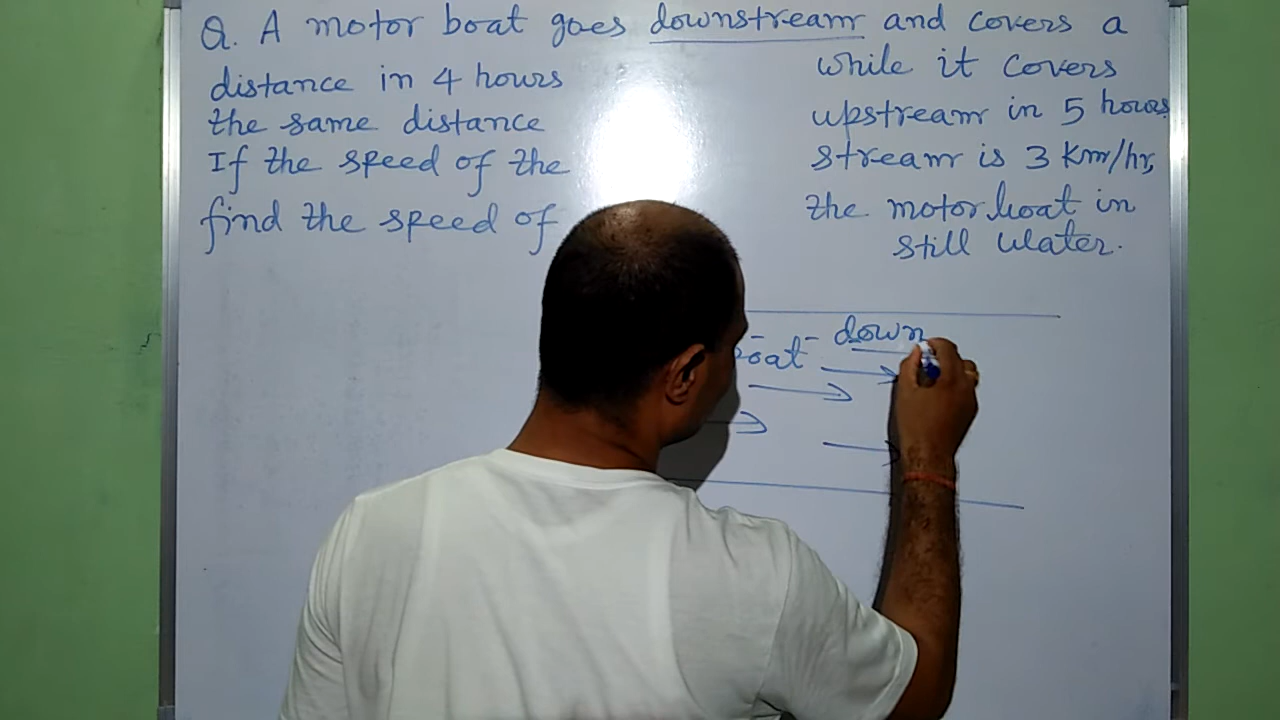 Q. A motor boat goes downstream and covers a
distance in 4 hours while it covers
the same distance upstream in 5 hours
If the speed of the stream is 3 km/hr,
find the speed of the motor boat in
still water.
boat down